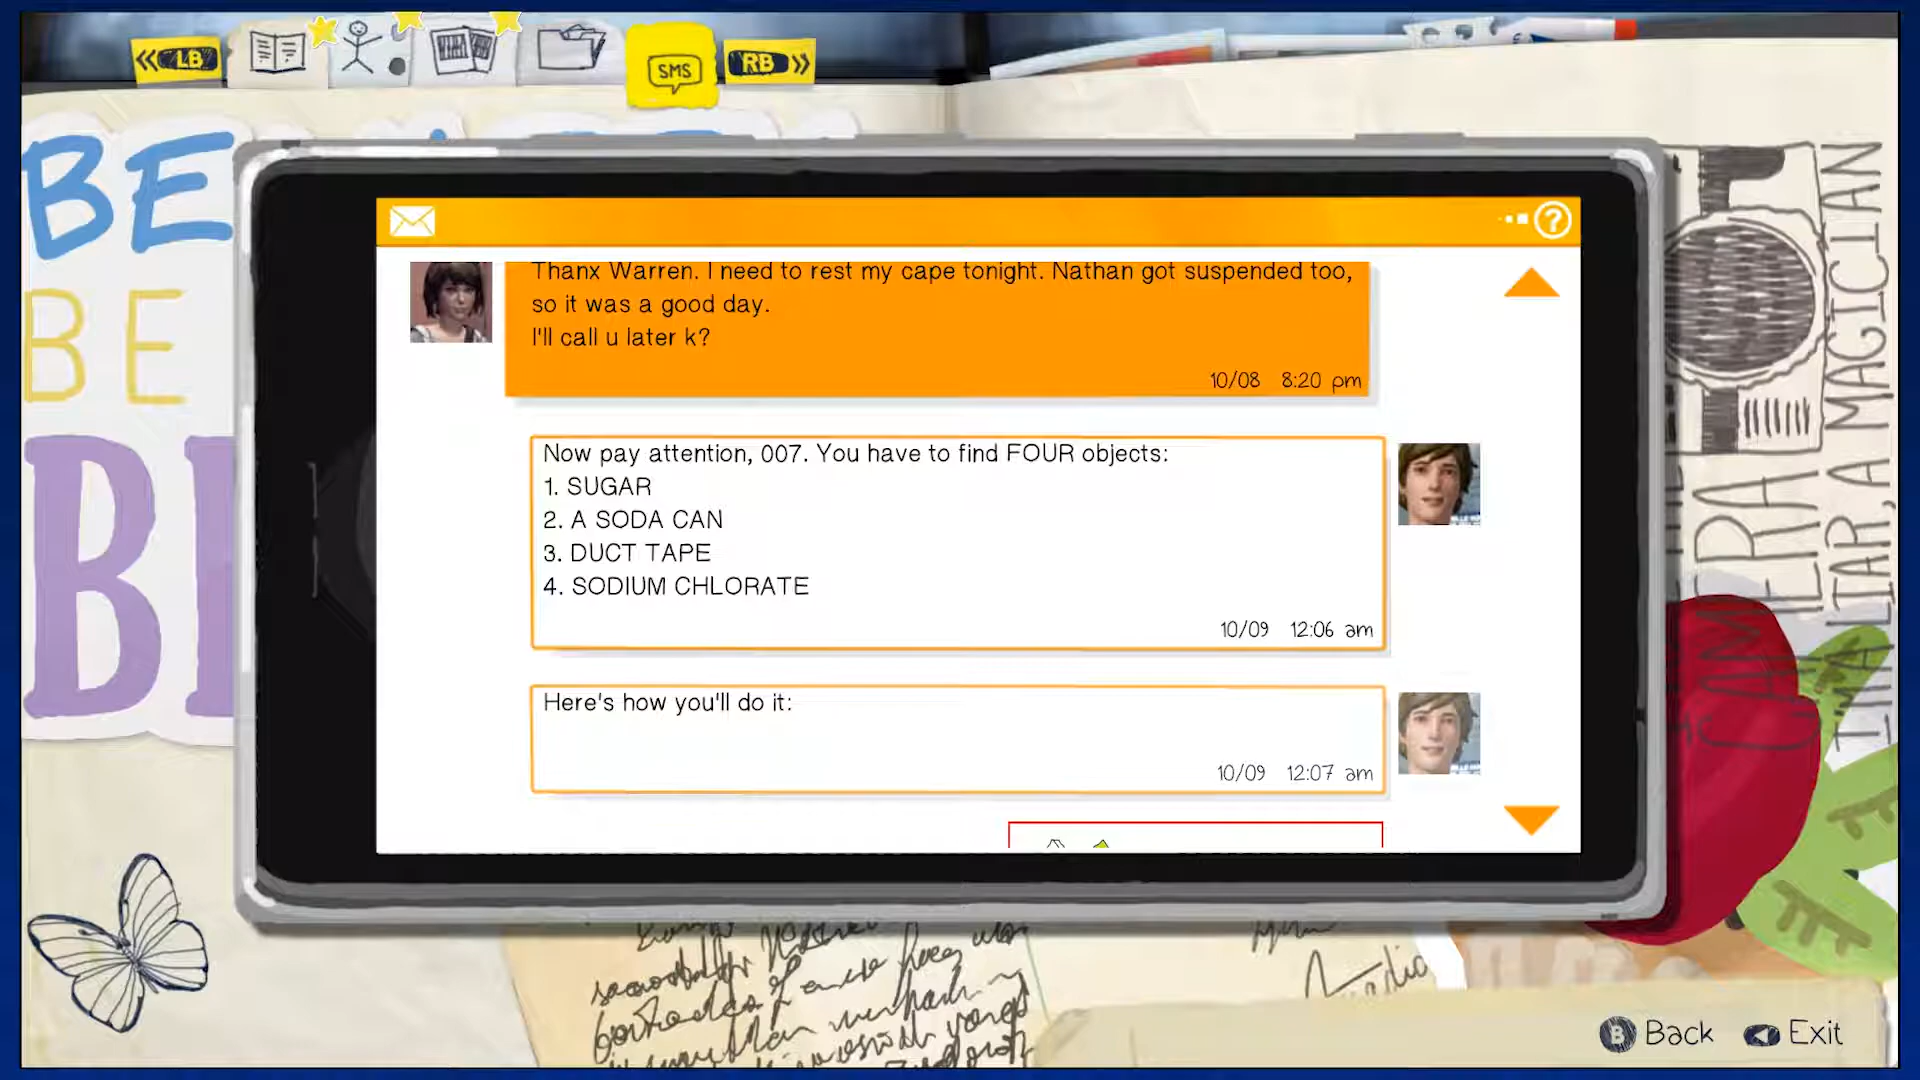 LB
SMS
RB
BE
BE
Thanx Warren. I need to rest my cape tonight. Nathan got suspended too,
so it was a good day.
I'll call u later k?
10/08 8:20 pm
Now pay attention, 007. You have to find FOUR objects:
1. SUGAR
2. A SODA CAN
3. DUCT TAPE
4. SODIUM CHLORATE
10/09 12:06 am
Here's how you'll do it:
10/09 12:07 am
CAMERA
I'M A LIAR, A MAGICIAN
B Back
Exit